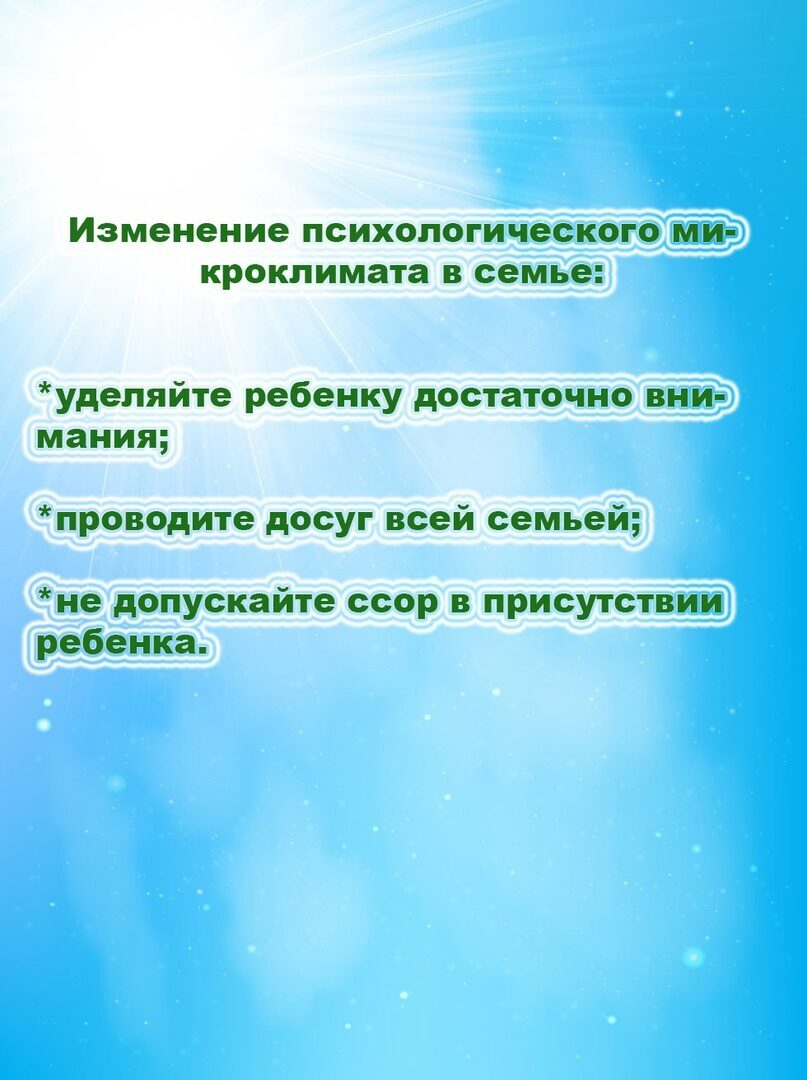 Изменение психологического ми-
кроклимата в семье:
*уделяйте ребенку достаточно вни-
мания;
*проводите досуг всей семьей;
*не допускайте ссор в присутствии
ребенка.